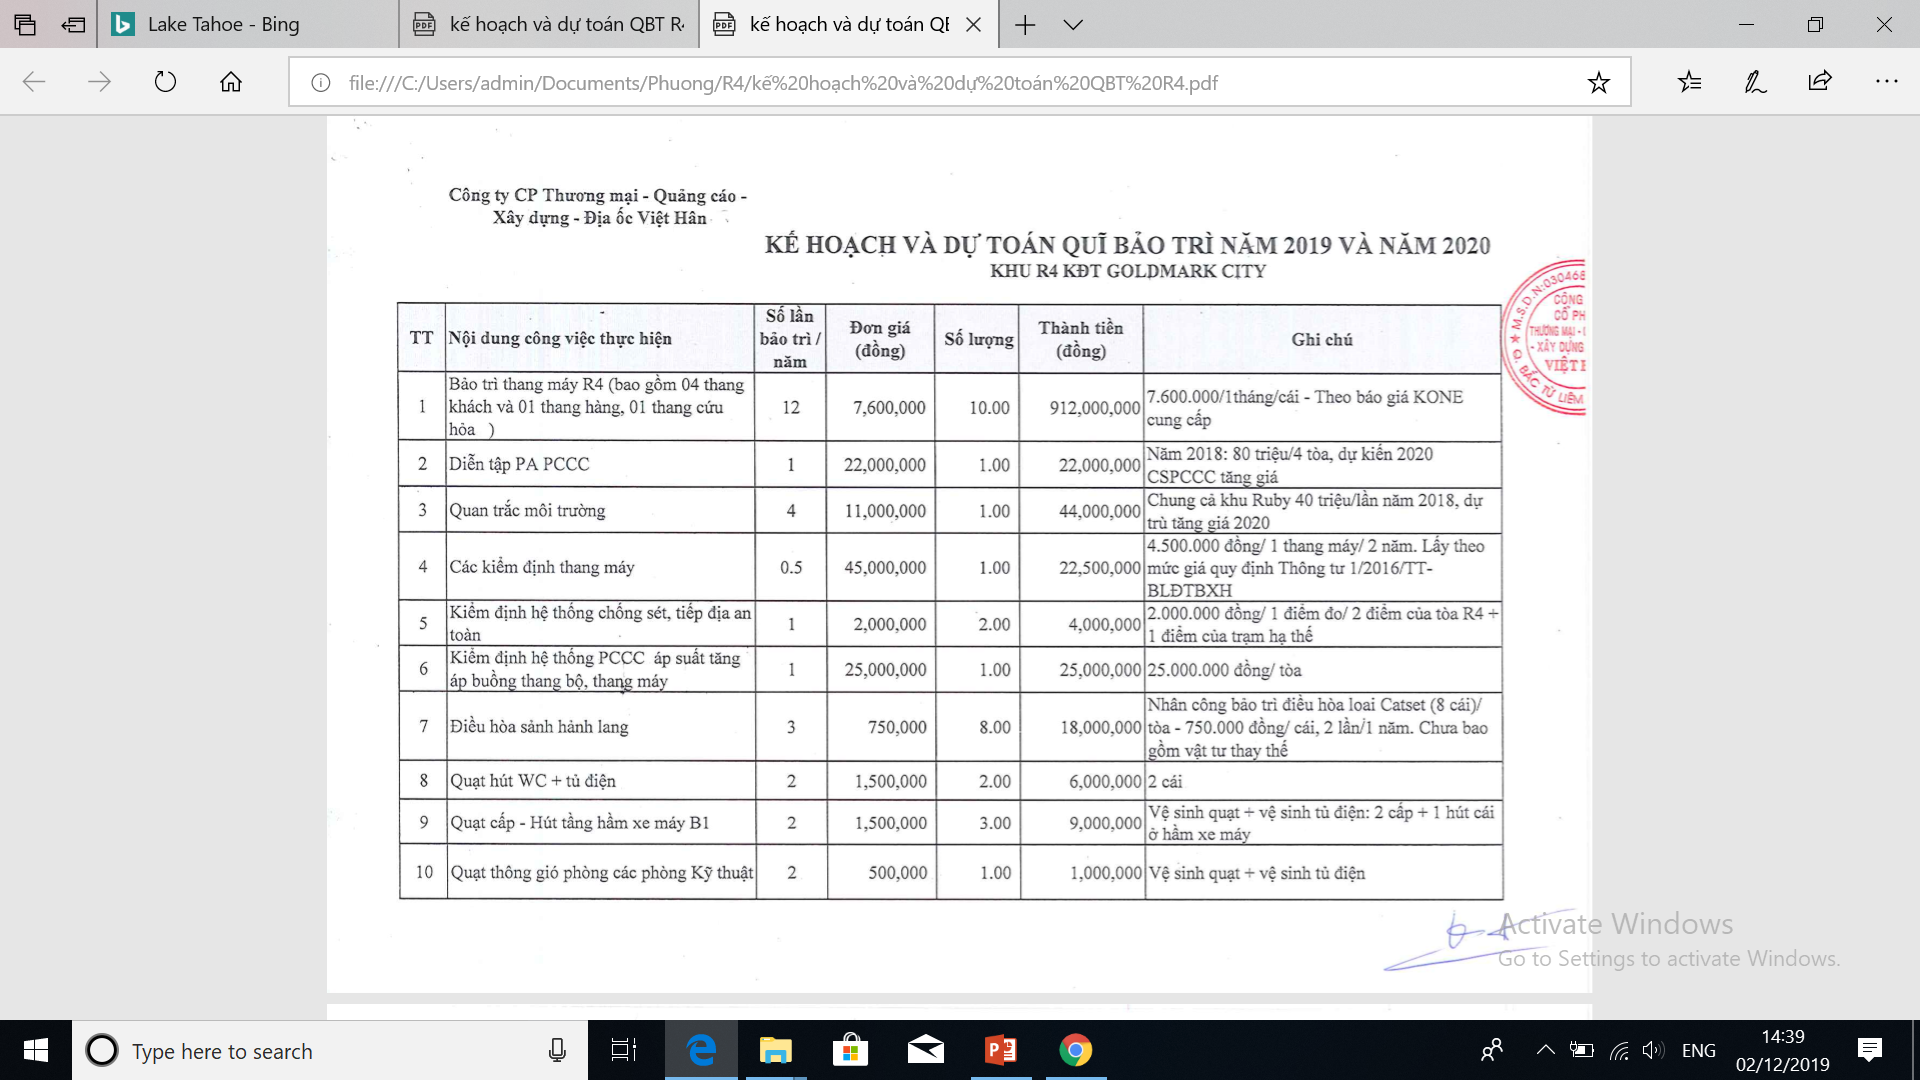 Lake Tahoe - Bing
kế hoạch và dự toán QBT R4
kế hoạch và dự toán QB
file:///C:/Users/admin/Documents/Phuong/R4/kế%20hoạch%20và%20dự%20toán%20QBT%20R4.pdf
Công ty CP Thương mại - Quảng cáo -
Xây dựng - Địa ốc Việt Hân
KẾ HOẠCH VÀ DỰ TOÁN QUĨ BẢO TRÌ NĂM 2019 VÀ NĂM 2020
KHU R4 KĐT GOLDMARK CITY
M.S.D.N:030468
CÔNG
CỔ PH
THƯƠNG MẠI -
- XÂY DỰNG
VIỆT
Q. BẮC TỪ LIÊM
TT Nội dung công việc thực hiện Số lần bảo trì / năm Đơn giá (đồng) Số lượng Thành tiền (đồng) Ghi chú
1 Bảo trì thang máy R4 (bao gồm 04 thang khách và 01 thang hàng, 01 thang cứu hỏa ) 12 7,600,000 10.00 912,000,000 7.600.000/1tháng/cái - Theo báo giá KONE cung cấp
2 Diễn tập PA PCCC 1 22,000,000 1.00 22,000,000 Năm 2018: 80 triệu/4 tòa, dự kiến 2020 CSPCCC tăng giá
3 Quan trắc môi trường 4 11,000,000 1.00 44,000,000 Chung cả khu Ruby 40 triệu/lần năm 2018, dự trù tăng giá 2020
4 Các kiểm định thang máy 0.5 45,000,000 1.00 22,500,000 4.500.000 đồng/ 1 thang máy/ 2 năm. Lấy theo mức giá quy định Thông tư 1/2016/TT-BLĐTBXH
5 Kiểm định hệ thống chống sét, tiếp địa an toàn 1 2,000,000 2.00 4,000,000 2.000.000 đồng/ 1 điểm đo/ 2 điểm của tòa R4 + 1 điểm của trạm hạ thế
6 Kiểm định hệ thống PCCC áp suất tăng áp buồng thang bộ, thang máy 1 25,000,000 1.00 25,000,000 25.000.000 đồng/ tòa
7 Điều hòa sảnh hảnh lang 3 750,000 8.00 18,000,000 Nhân công bảo trì điều hòa loai Catset (8 cái)/ tòa - 750.000 đồng/ cái, 2 lần/1 năm. Chưa bao gồm vật tư thay thế
8 Quạt hút WC + tủ điện 2 1,500,000 2.00 6,000,000 2 cái
9 Quạt cấp - Hút tầng hầm xe máy B1 2 1,500,000 3.00 9,000,000 Vệ sinh quạt + vệ sinh tủ điện: 2 cấp + 1 hút cái ở hầm xe máy
10 Quạt thông gió phòng các phòng Kỹ thuật 2 500,000 1.00 1,000,000 Vệ sinh quạt + vệ sinh tủ điện
Activate Windows
Go to Settings to activate Windows.
Type here to search
ENG
14:39
02/12/2019